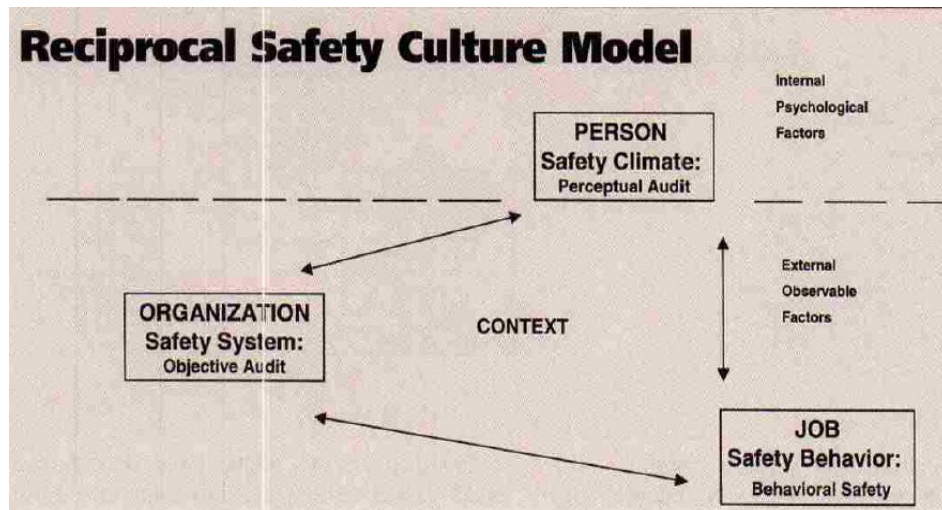 Reciprocal Safety Culture Model
Internal
Psychological
Factors
PERSON
Safety Climate:
Perceptual Audit
External
Observable
Factors
ORGANIZATION
Safety System:
Objective Audit
CONTEXT
JOB
Safety Behavior:
Behavioral Safety